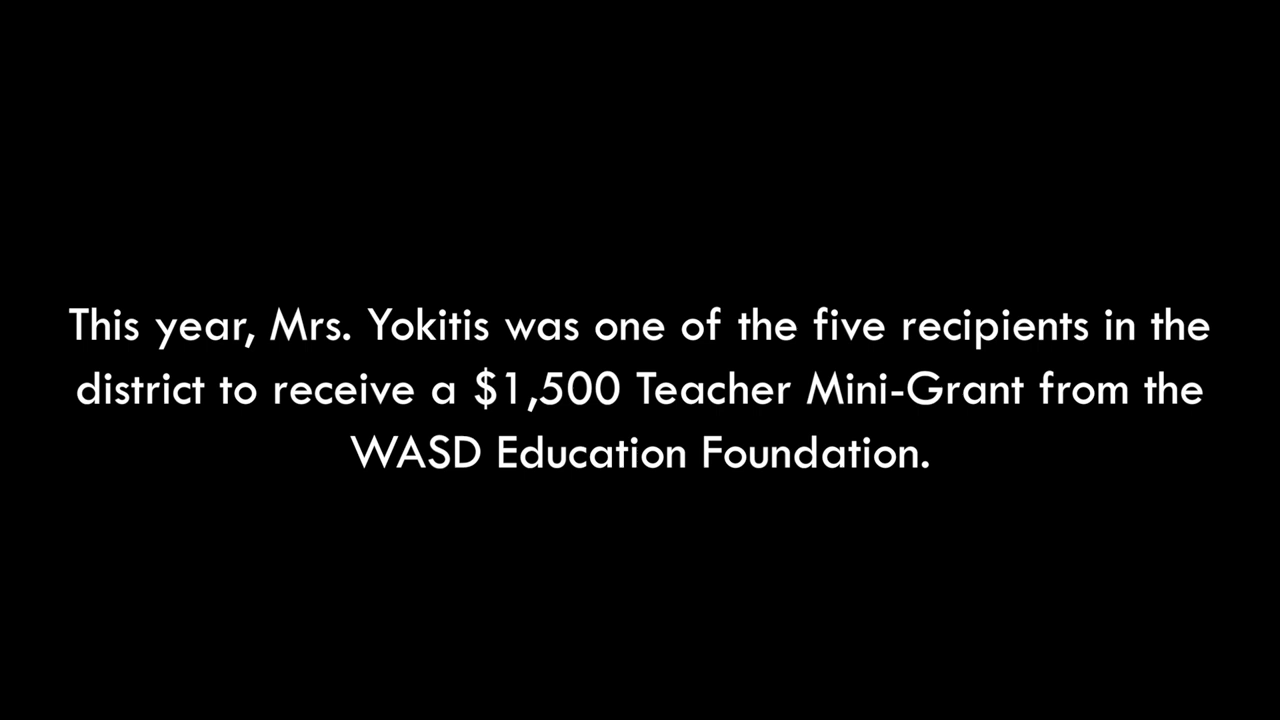 This year, Mrs. Yokitis was one of the five recipients in the
district to receive a $1,500 Teacher Mini-Grant from the
WASD Education Foundation.